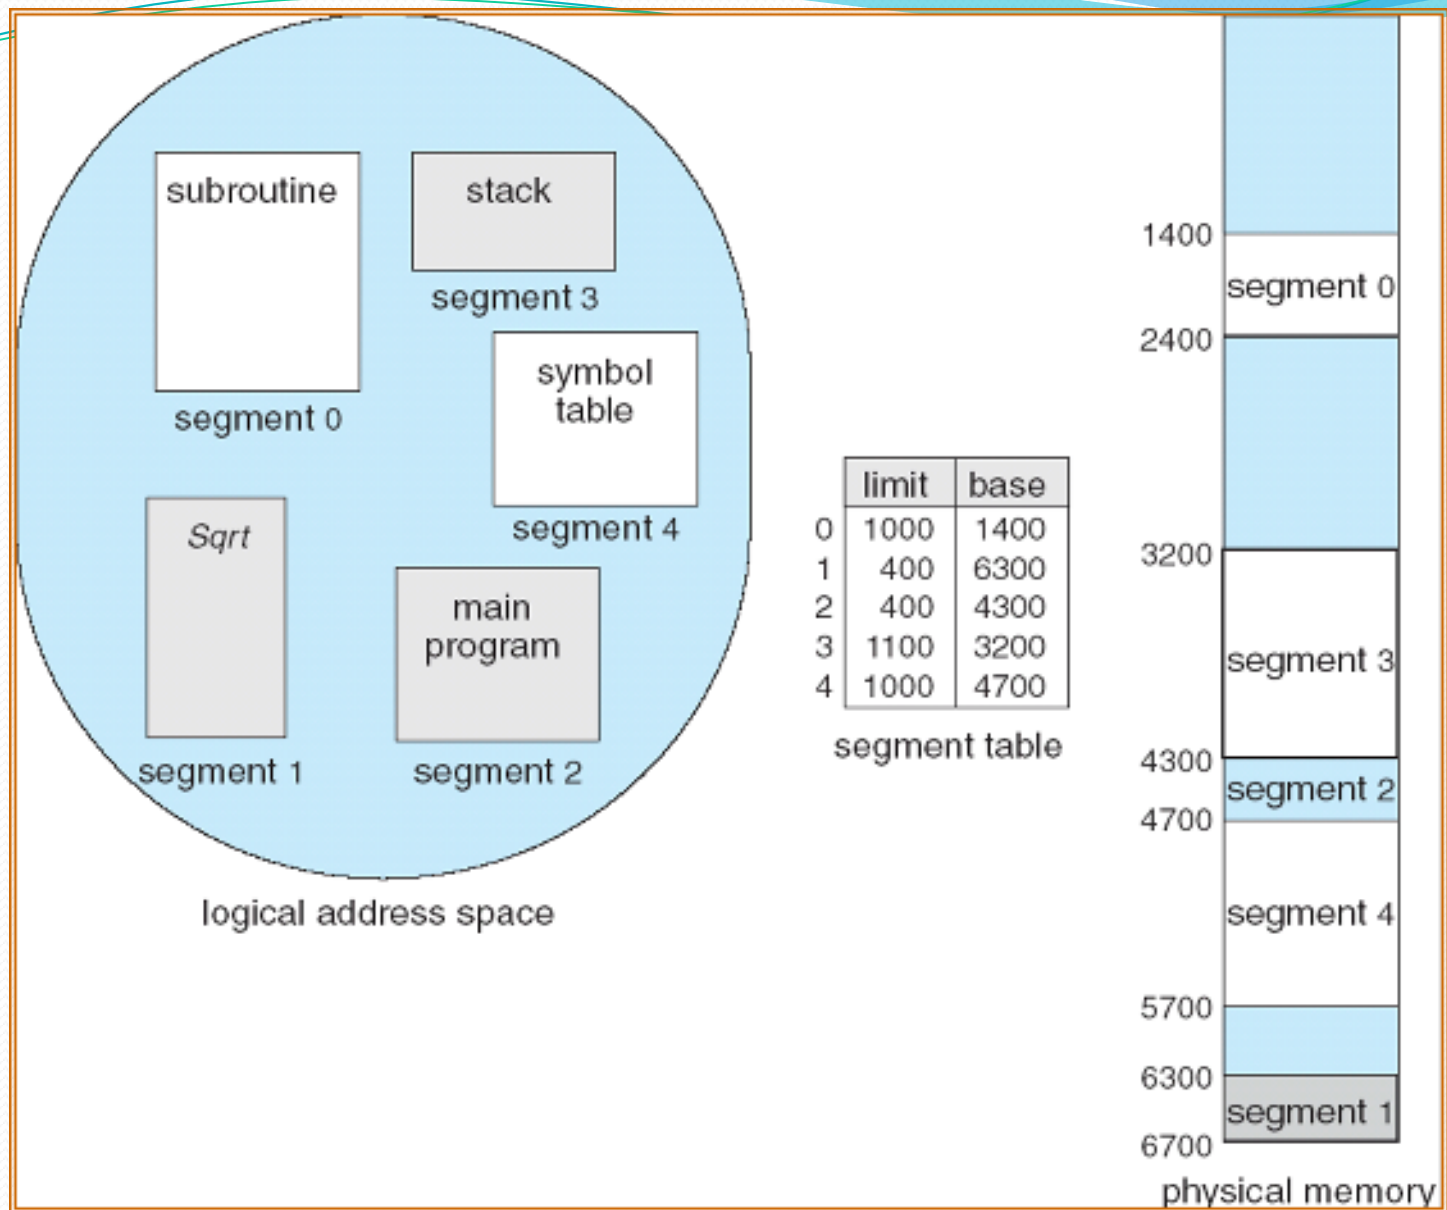 subroutine
segment 0
stack
segment 3
symbol
table
segment 4
Sqrt
segment 1
main
program
segment 2
logical address space
limit base
0 1000 1400
1 400 6300
2 400 4300
3 1100 3200
4 1000 4700
segment table
1400
segment 0
2400
3200
segment 3
4300
segment 2
4700
segment 4
5700
6300
segment 1
6700
physical memory